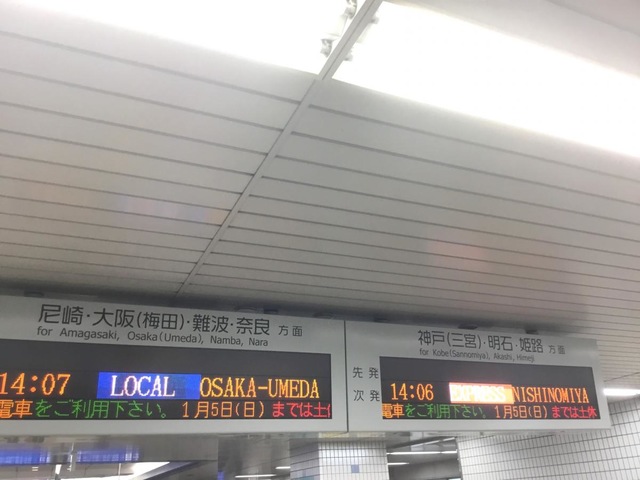 尼崎・大阪(梅田)・難波・奈良 方面
for Amagasaki, Osaka(Umeda), Namba, Nara
14:07 LOCAL OSAKA-UMEDA
電車をご利用下さい。 1月5日(日)までは土
神戸(三宮)・明石・姫路 方面
for Kobe(Sannomiya), Akashi, Himeji
先発
14:06 EXPRESS NISHINOMIYA
次発
電車をご利用下さい。 1月5日(日)までは土休